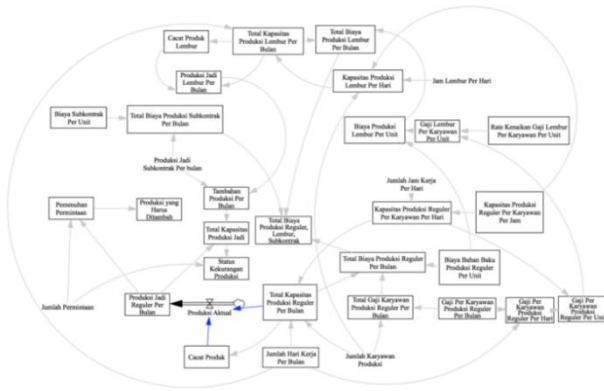 Cacat Produk
Lembur
Total Kapasitas
Produksi Lembur Per
Bulan
Total Biaya
Produksi Lembur Per
Bulan
Produksi Jadi
Lembur Per
Bulan
Kapasitas Produksi
Lembur Per Hari
Jam Lembur Per Hari
Biaya Subkontrak
Per Unit
Total Biaya Produksi Subkontrak
Per Bulan
Biaya Produksi
Lembur Per Unit
Gaji Lembur
Per Karyawan
Per Unit
Rate Kenaikan Gaji Lembur
Per Karyawan Per Unit
Produksi Jadi
Subkontrak Per bulan
Jumlah Jam Kerja
Per Hari
Pemenuhan
Permintaan
Produksi yang
Harus
Ditambah
Tambahan
Produksi Per
Bulan
Kapasitas Produksi
Reguler Per
Karyawan Per Hari
Kapasitas Produksi
Reguler Per Karyawan
Per Jam
Total Kapasitas
Produksi Jadi
Total Biaya
Produksi Reguler,
Lembur,
Subkontrak
Status
Kekurangan
Produksi
Total Biaya Produksi Reguler
Per Bulan
Biaya Bahan Baku
Produksi Reguler
Per Unit
Jumlah Permintaan
Produksi Jadi
Reguler Per
Bulan
Produksi Aktual
Total Kapasitas
Produksi Reguler
Per Bulan
Total Gaji Karyawan
Produksi Reguler Per
Bulan
Gaji Per Karyawan
Produksi Reguler Per
Bulan
Gaji Per
Karyawan
Produksi
Reguler Per Hari
Gaji Per
Karyawan
Produksi
Reguler Per Unit
Cacat Produk
Jumlah Hari Kerja
Per Bulan
Jumlah Karyawan
Produksi